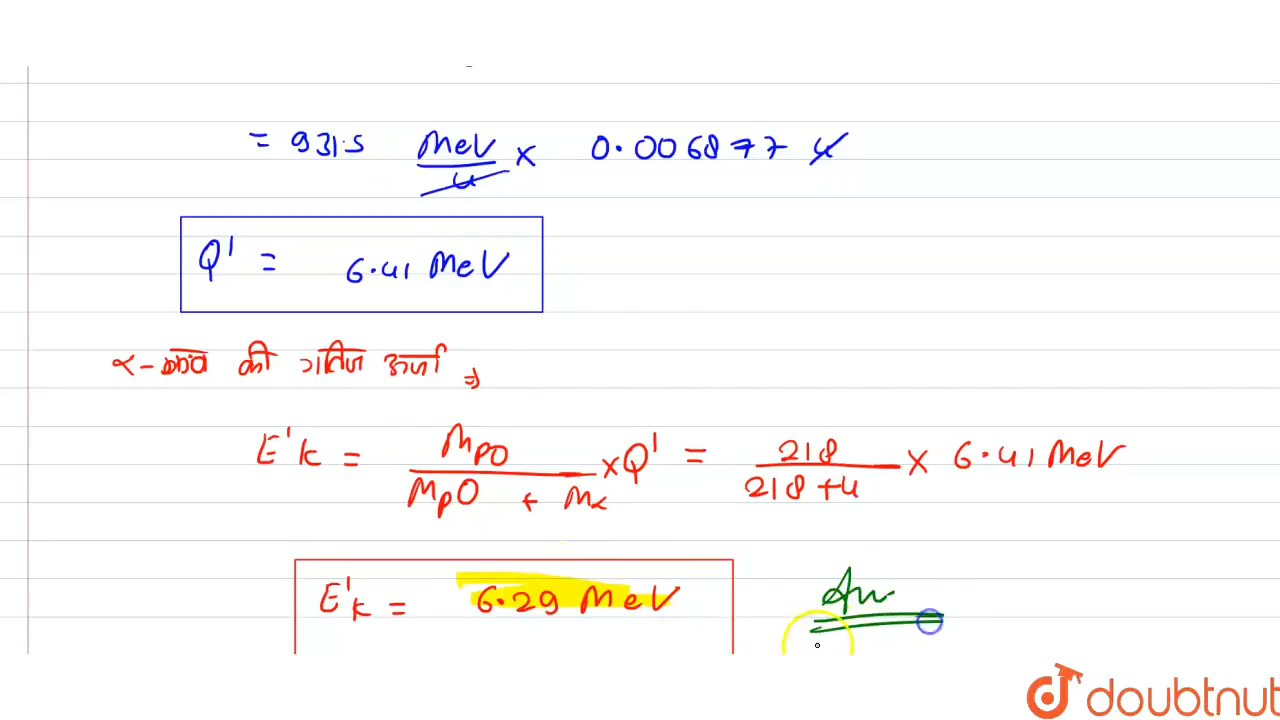 = 931.5 MeV/u × 0.006877 u
Q' = 6.41 MeV
α-कण की गतिज ऊर्जा ⇒
E'k = MPO/MPO + Mα × Q' = 218/218+4 × 6.41 MeV
E'k = 6.29 MeV Ans
doubtnut